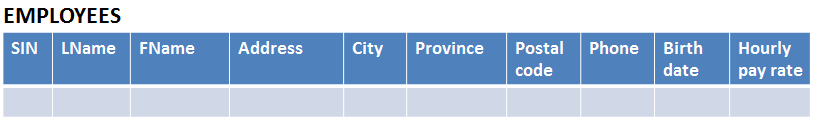 EMPLOYEES
SIN LName FName Address City Province Postal code Phone Birth date Hourly pay rate